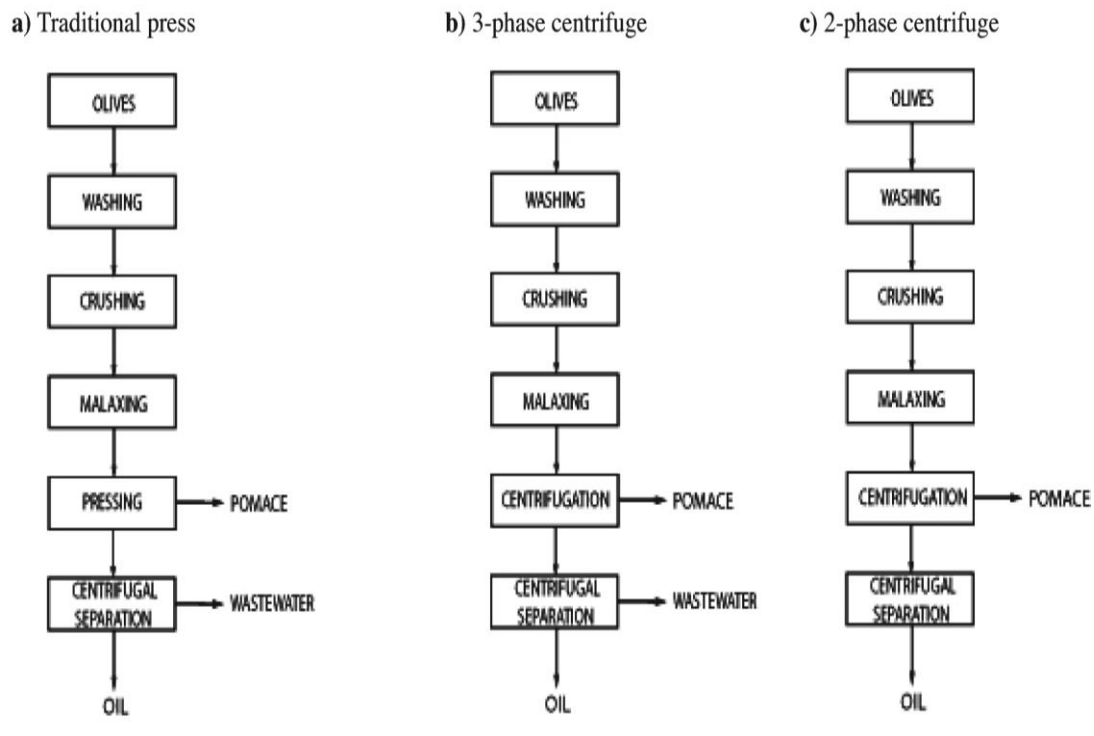 a) Traditional press
OLIVES
WASHING
CRUSHING
MALAXING
PRESSING
POMACE
CENTRIFUGAL
SEPARATION
WASTEWATER
OIL
b) 3-phase centrifuge
OLIVES
WASHING
CRUSHING
MALAXING
CENTRIFUGATION
POMACE
CENTRIFUGAL
SEPARATION
WASTEWATER
OIL
c) 2-phase centrifuge
OLIVES
WASHING
CRUSHING
MALAXING
CENTRIFUGATION
POMACE
CENTRIFUGAL
SEPARATION
OIL